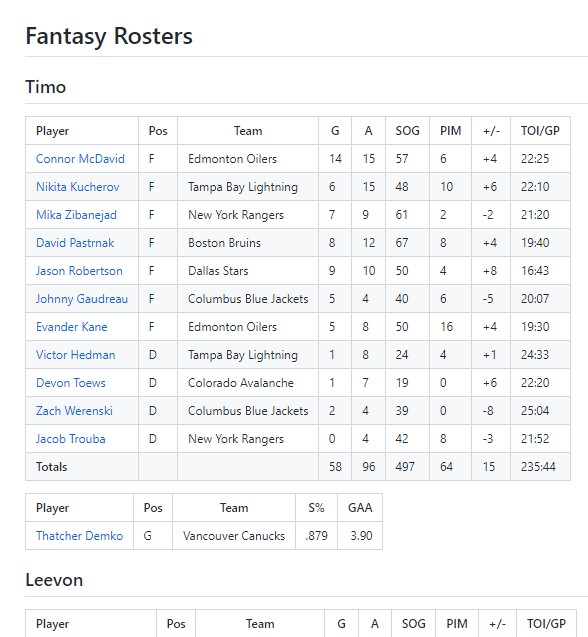 Fantasy Rosters
Timo
Player Pos Team G A SOG PIM +/- TOI/GP
Connor McDavid F Edmonton Oilers 14 15 57 6 +4 22:25
Nikita Kucherov F Tampa Bay Lightning 6 15 48 10 +6 22:10
Mika Zibanejad F New York Rangers 7 9 61 2 -2 21:20
David Pastrnak F Boston Bruins 8 12 67 8 +4 19:40
Jason Robertson F Dallas Stars 9 10 50 4 +8 16:43
Johnny Gaudreau F Columbus Blue Jackets 5 4 40 6 -5 20:07
Evander Kane F Edmonton Oilers 5 8 50 16 +4 19:30
Victor Hedman D Tampa Bay Lightning 1 8 24 4 +1 24:33
Devon Toews D Colorado Avalanche 1 7 19 0 +6 22:20
Zach Werenski D Columbus Blue Jackets 2 4 39 0 -8 25:04
Jacob Trouba D New York Rangers 0 4 42 8 -3 21:52
Totals 58 96 497 64 15 235:44
Player Pos Team S% GAA
Thatcher Demko G Vancouver Canucks .879 3.90
Leevon
Player Pos Team G A SOG PIM +/- TOI/GP